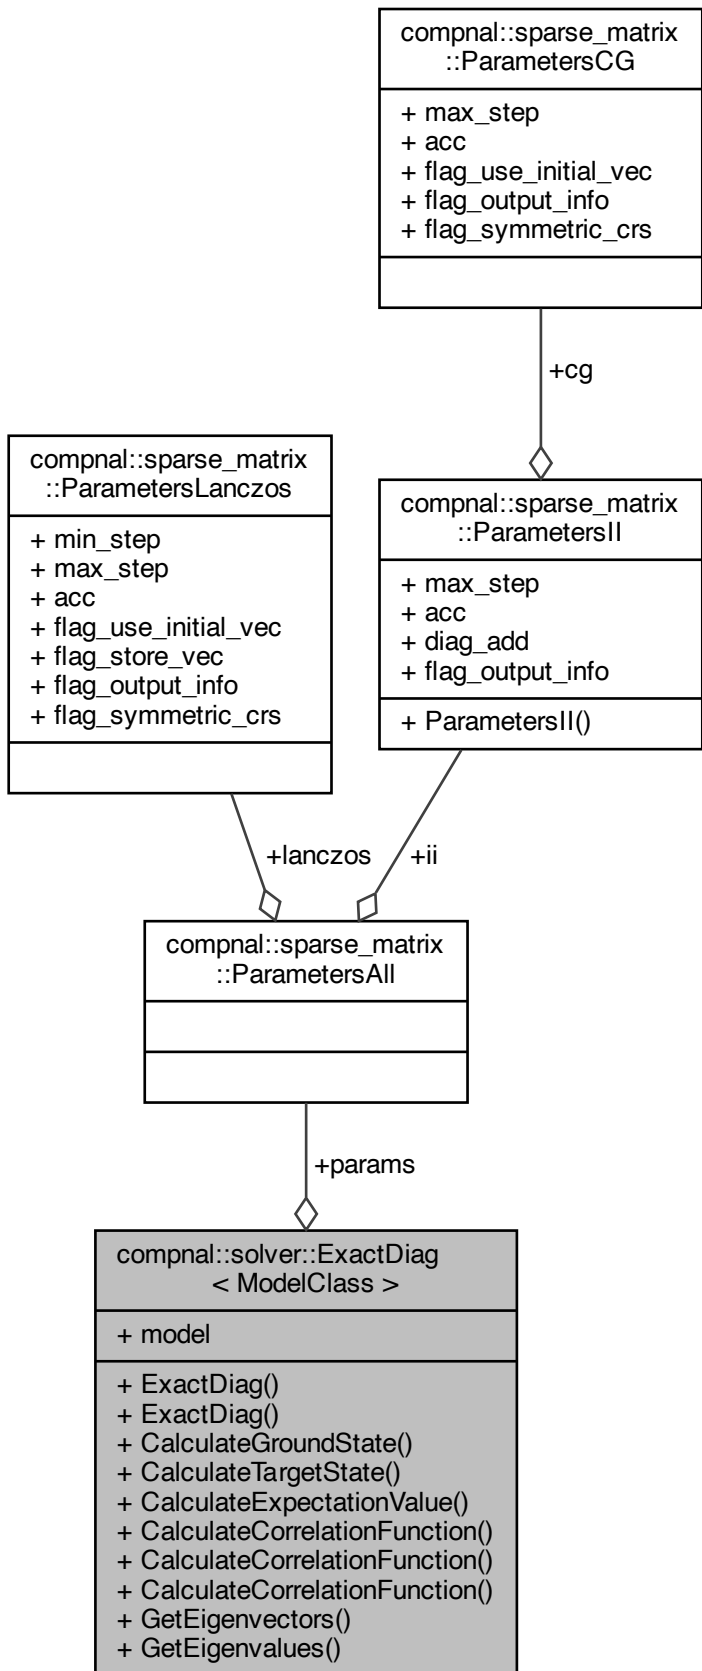 compnal::sparse_matrix
::ParametersCG
+ max_step
+ acc
+ flag_use_initial_vec
+ flag_output_info
+ flag_symmetric_crs
+cg
compnal::sparse_matrix
::ParametersLanczos
+ min_step
+ max_step
+ acc
+ flag_use_initial_vec
+ flag_store_vec
+ flag_output_info
+ flag_symmetric_crs
compnal::sparse_matrix
::ParametersII
+ max_step
+ acc
+ diag_add
+ flag_output_info
+ ParametersII()
+lanczos
+ii
compnal::sparse_matrix
::ParametersAll
+params
compnal::solver::ExactDiag
< ModelClass >
+ model
+ ExactDiag()
+ ExactDiag()
+ CalculateGroundState()
+ CalculateTargetState()
+ CalculateExpectationValue()
+ CalculateCorrelationFunction()
+ CalculateCorrelationFunction()
+ CalculateCorrelationFunction()
+ GetEigenvectors()
+ GetEigenvalues()